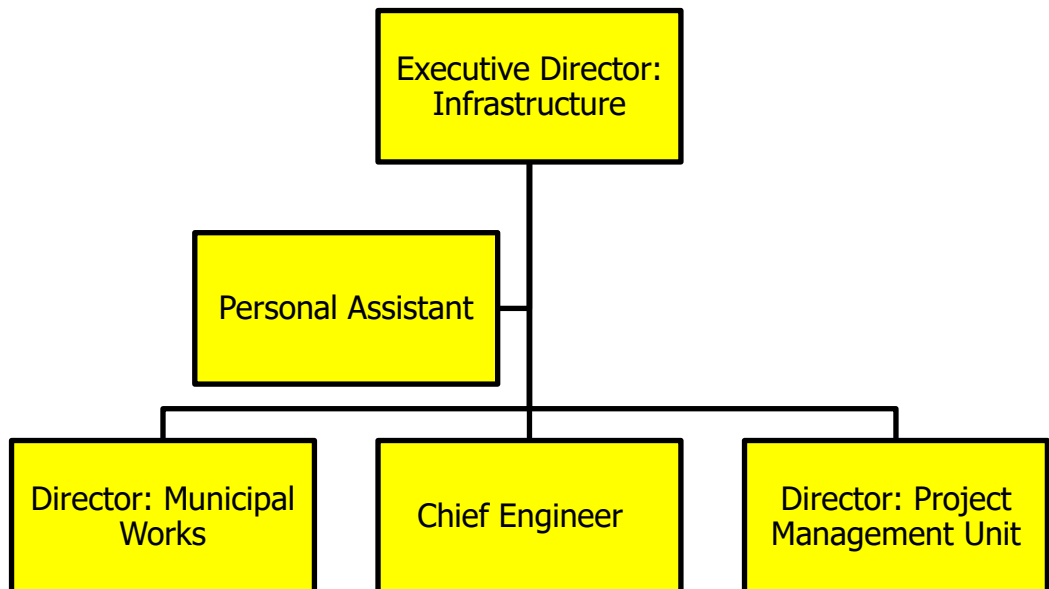 Executive Director:
Infrastructure
Personal Assistant
Director: Municipal
Works
Chief Engineer
Director: Project
Management Unit